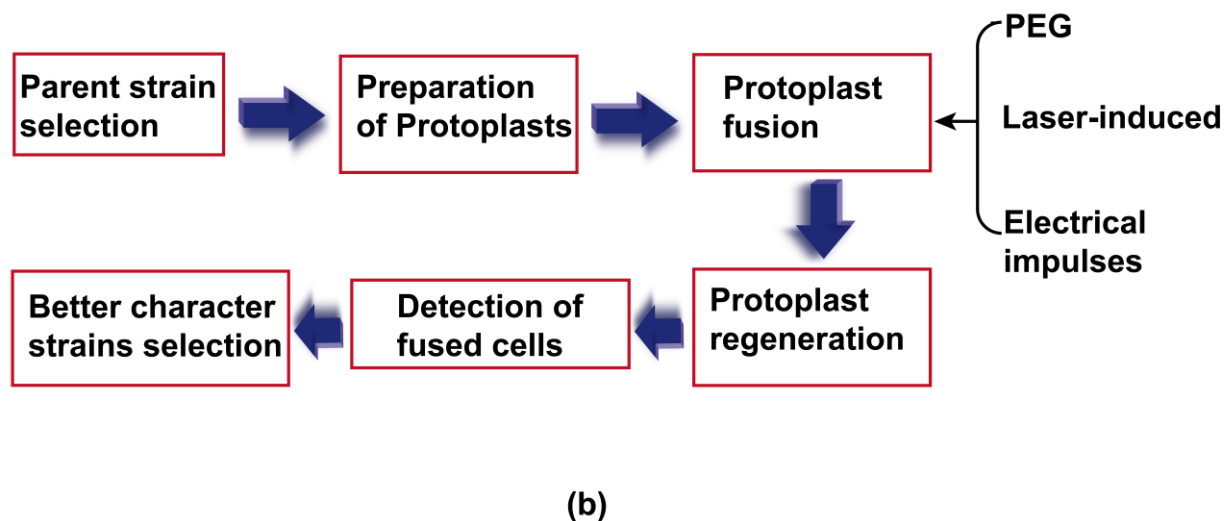 Parent strain
selection
Preparation
of Protoplasts
Protoplast
fusion
PEG
Laser-induced
Electrical
impulses
Protoplast
regeneration
Detection of
fused cells
Better character
strains selection
(b)